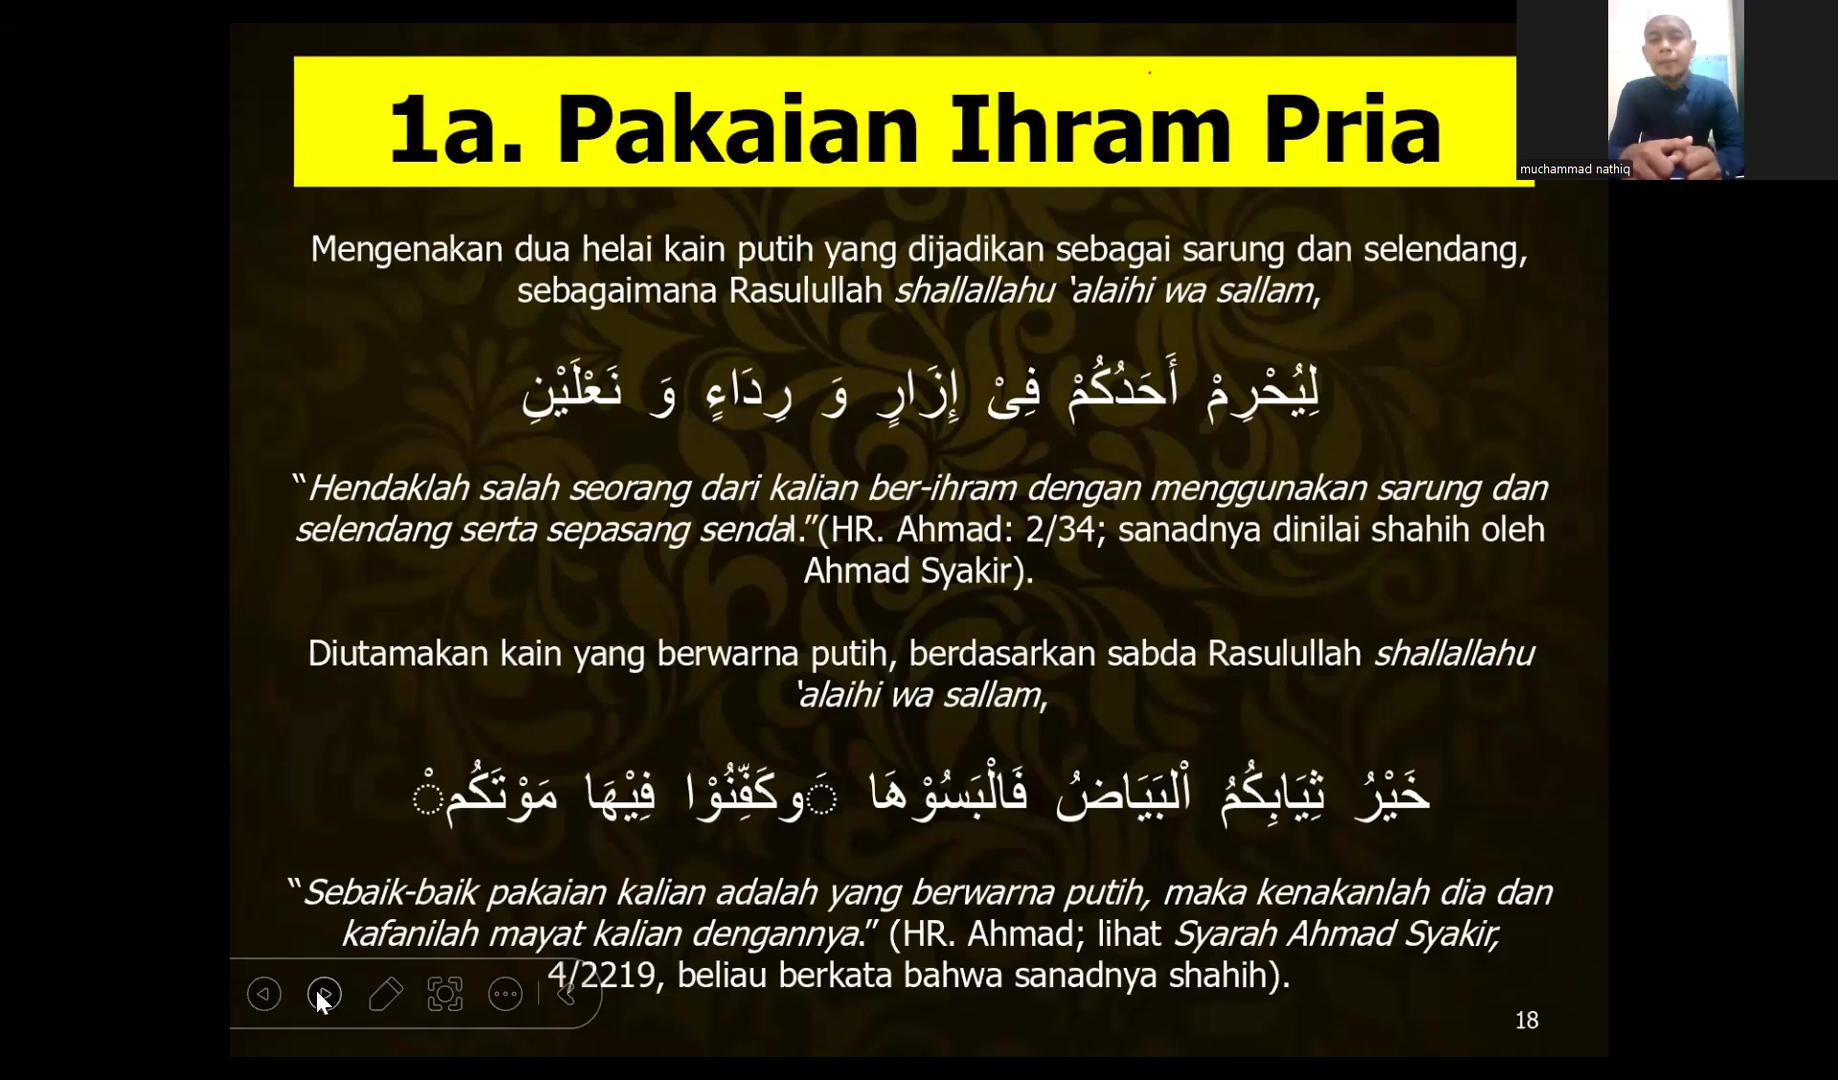 1a. Pakaian Ihram Pria
muchammad nathiq
Mengenakan dua helai kain putih yang dijadikan sebagai sarung dan selendang,
sebagaimana Rasulullah shallallahu ‘alaihi wa sallam,
لِيُحْرِمْ أَحَدُكُمْ فِىْ إِزَارٍ وَ رِدَاءٍ وَ نَعْلَيْنِ
“Hendaklah salah seorang dari kalian ber-ihram dengan menggunakan sarung dan
selendang serta sepasang sendal.”(HR. Ahmad: 2/34; sanadnya dinilai shahih oleh
Ahmad Syakir).
Diutamakan kain yang berwarna putih, berdasarkan sabda Rasulullah shallallahu
‘alaihi wa sallam,
خَيْرُ ثِيَابِكُمُ اْلبَيَاضُ فَالْبَسُوْهَا َوكَفِّنُوْا فِيْهَا مَوْتَكُم ْ
“Sebaik-baik pakaian kalian adalah yang berwarna putih, maka kenakanlah dia dan
kafanilah mayat kalian dengannya.” (HR. Ahmad; lihat Syarah Ahmad Syakir,
4/2219, beliau berkata bahwa sanadnya shahih).
18